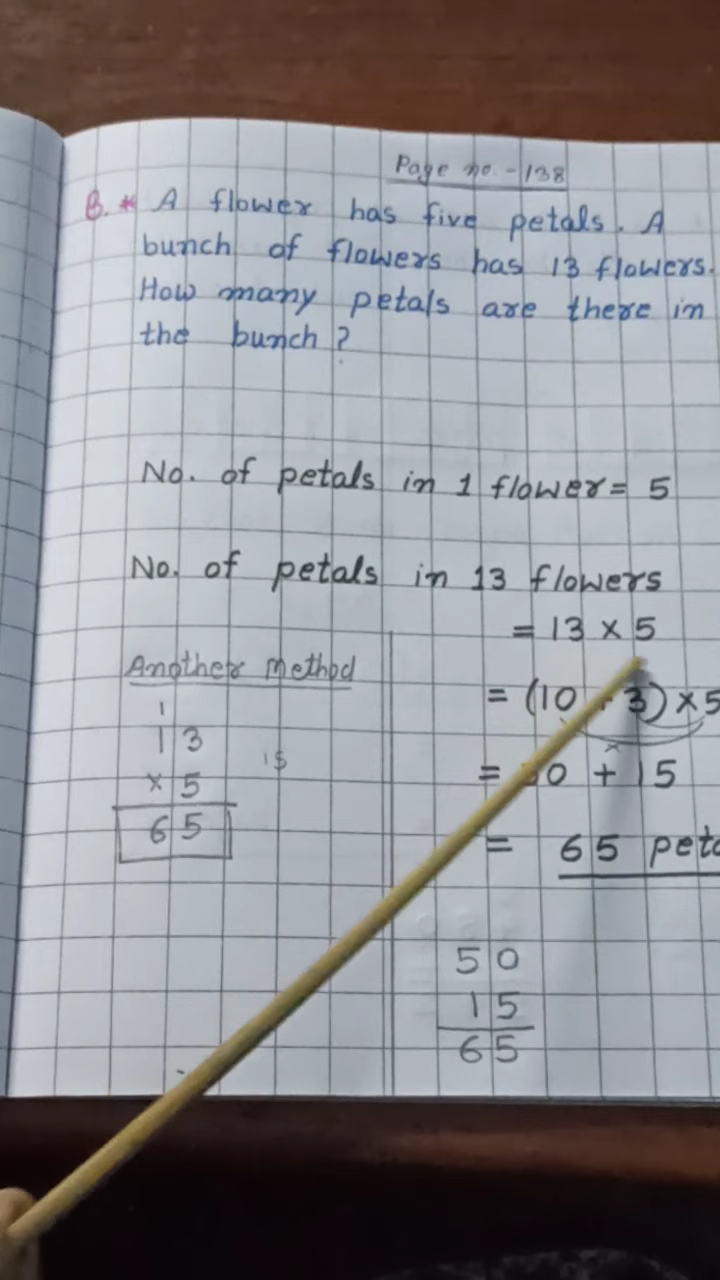 Page no. - 138
B. * A flower has five petals. A
bunch of flowers has 13 flowers.
How many petals are there in
the bunch?
No. of petals in 1 flower = 5
No. of petals in 13 flowers
= 13 × 5
= (10 + 3) × 5
= 0 + 15
= 65
Another Method
1
13
× 5
65
15
50
15
65